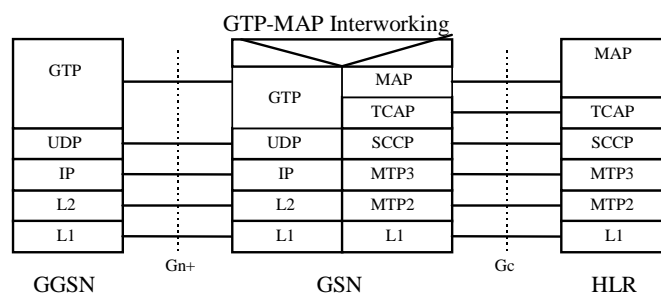 GTP-MAP Interworking
GTP GTP MAP MAP
TCAP TCAP
UDP UDP SCCP SCCP
IP IP MTP3 MTP3
L2 L2 MTP2 MTP2
L1 L1 L1 L1
Gn+ Gc
GGSN GSN HLR